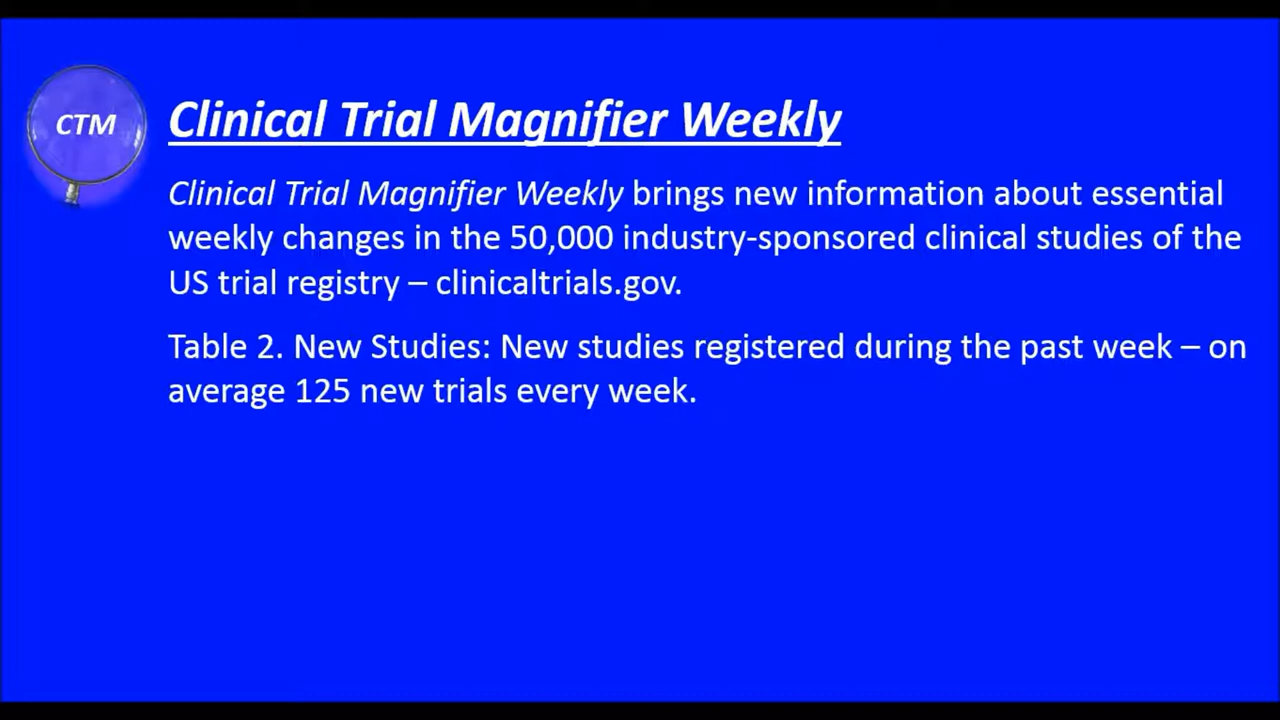 CTM
Clinical Trial Magnifier Weekly
Clinical Trial Magnifier Weekly brings new information about essential
weekly changes in the 50,000 industry-sponsored clinical studies of the
US trial registry – clinicaltrials.gov.
Table 2. New Studies: New studies registered during the past week – on
average 125 new trials every week.